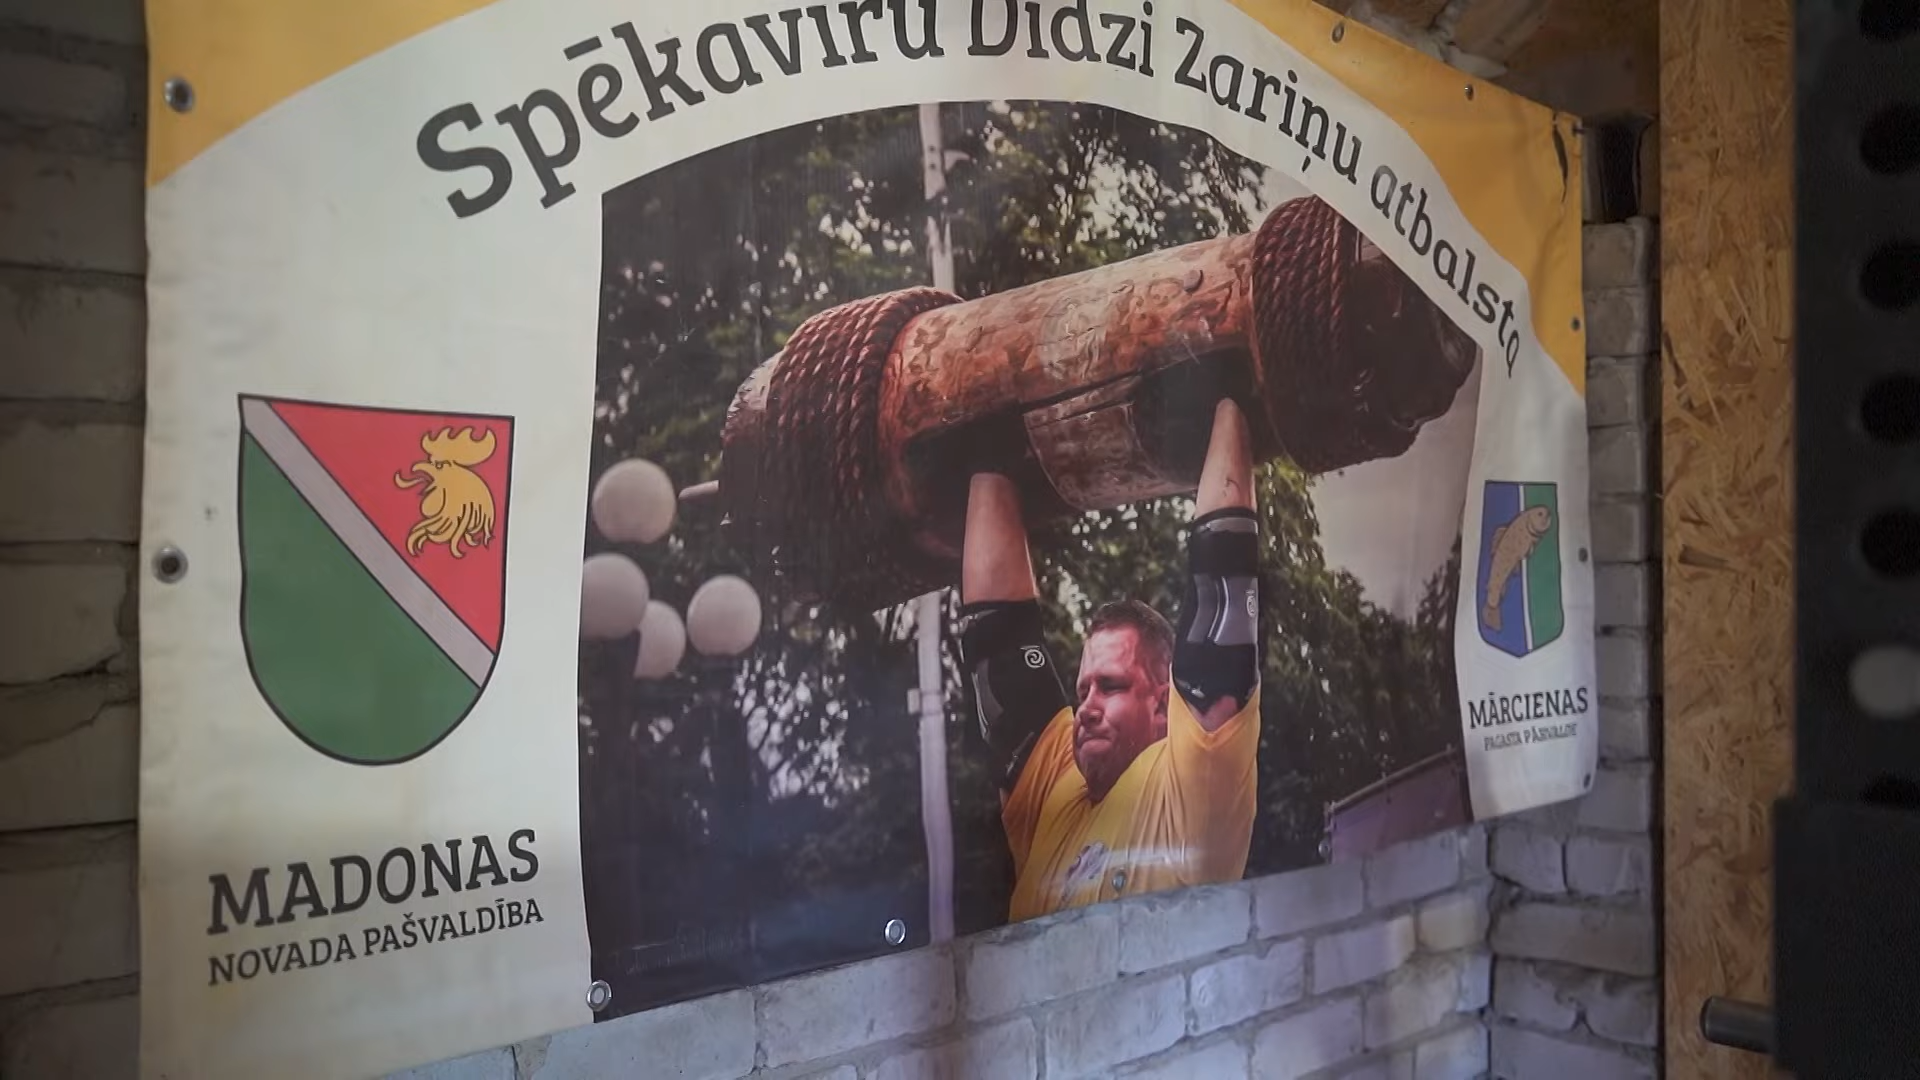 Spēkavīru Didzi Zariņu atbalsta
MADONAS
NOVADA PAŠVALDĪBA
MĀRCIENAS
PAGASTA PĀRVALDE